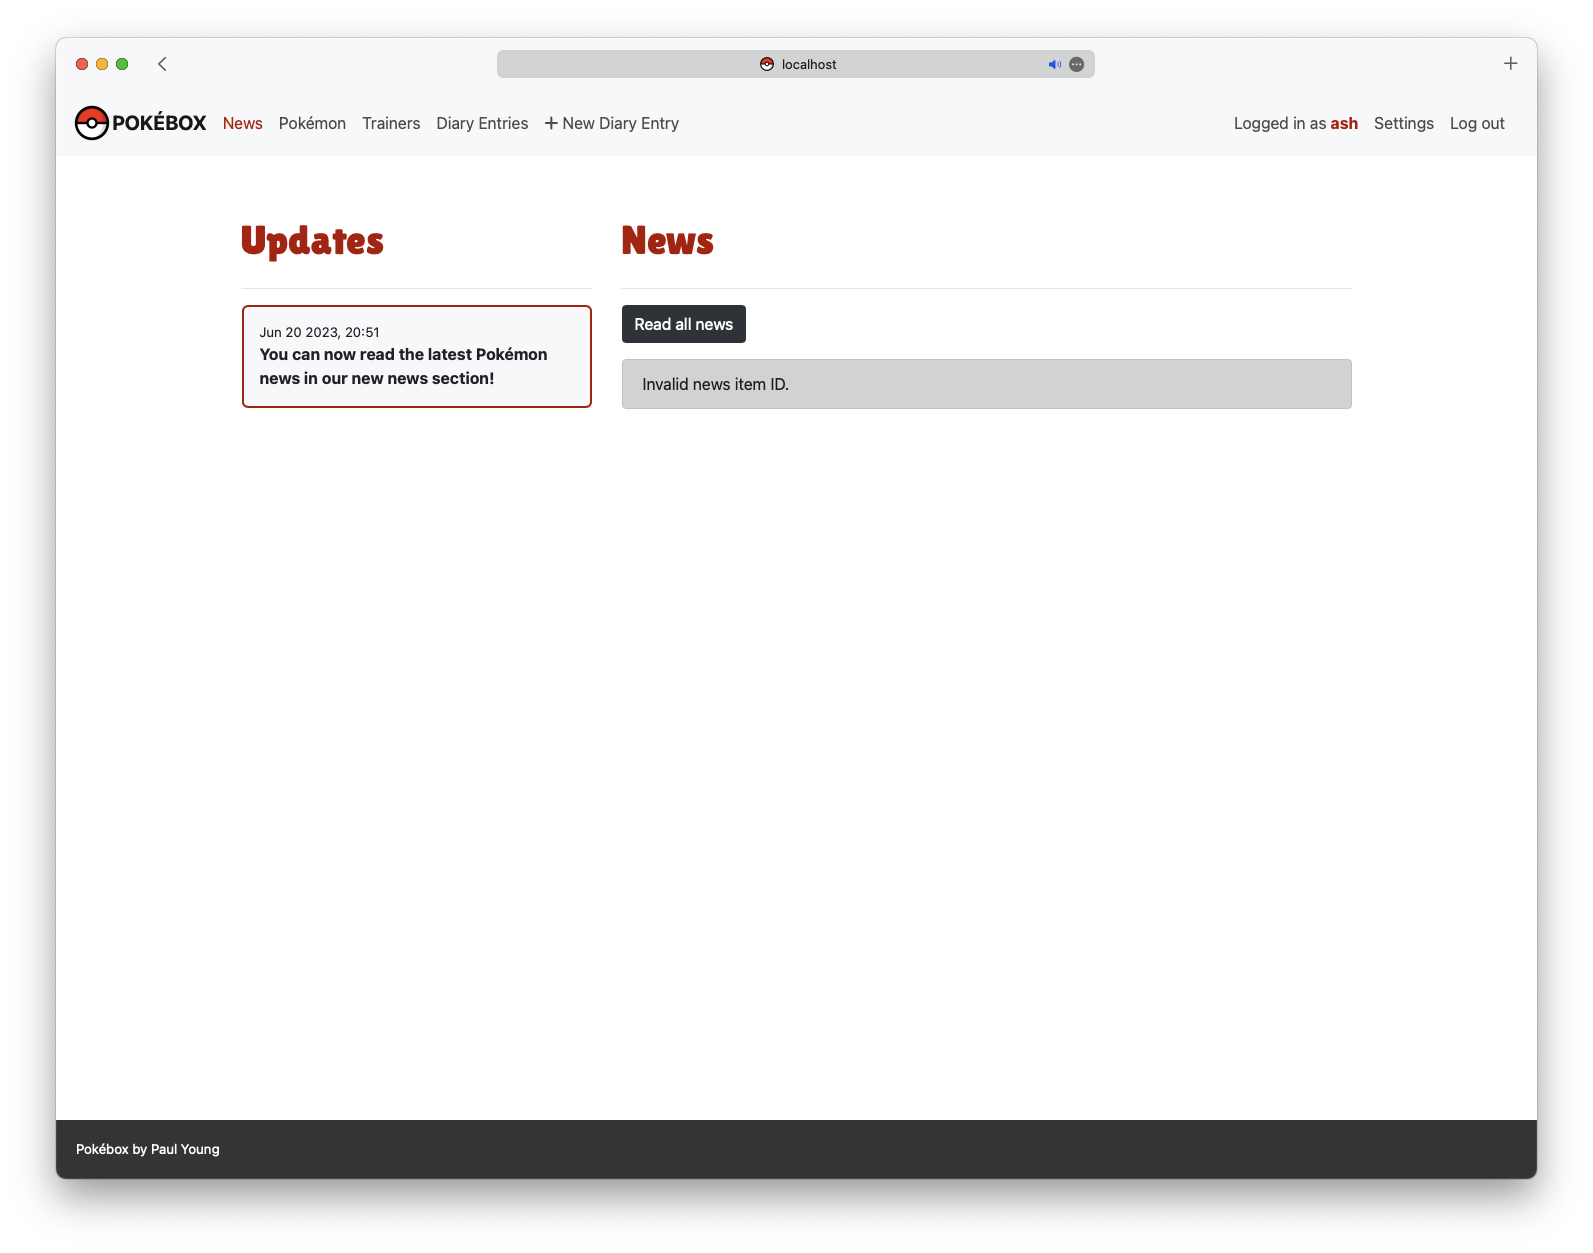 localhost
POKÉBOX News Pokémon Trainers Diary Entries + New Diary Entry Logged in as ash Settings Log out
Updates
Jun 20 2023, 20:51
You can now read the latest Pokémon
news in our new news section!
News
Read all news
Invalid news item ID.
Pokébox by Paul Young